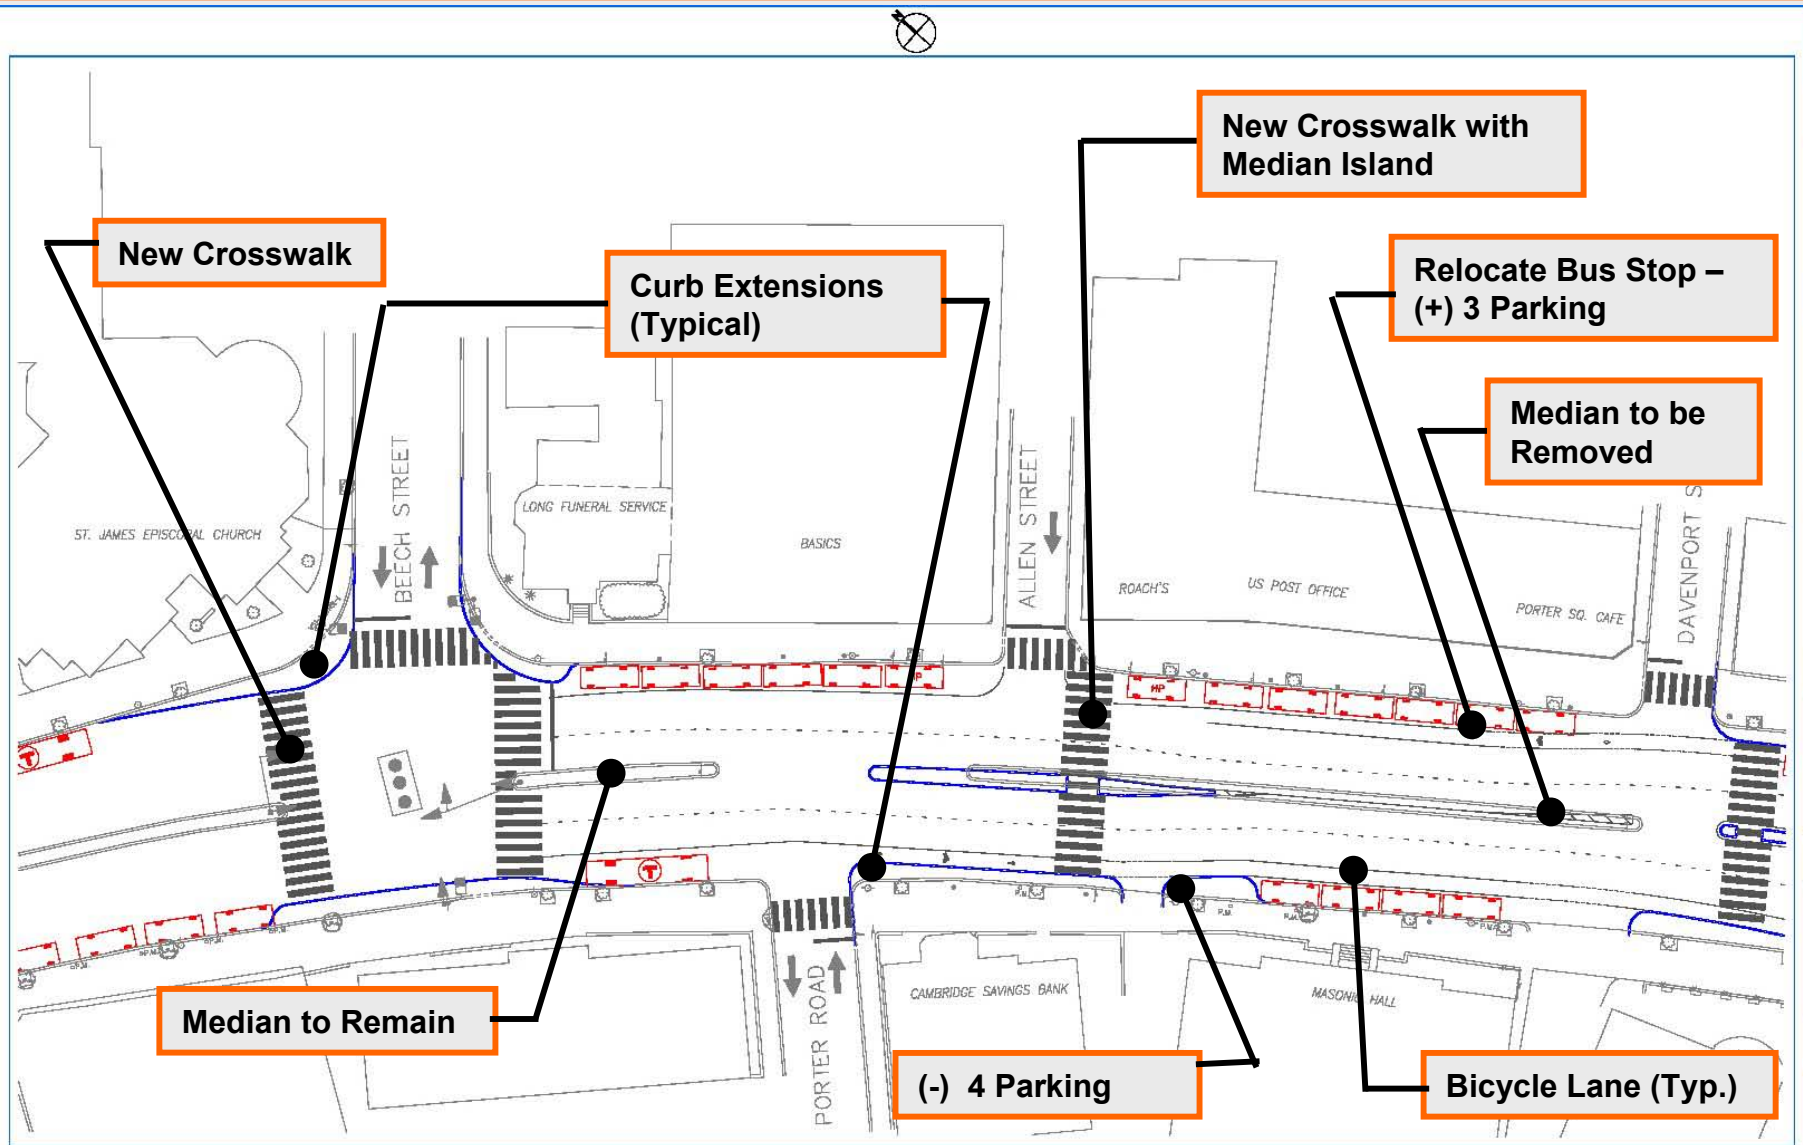 New Crosswalk with
Median Island
New Crosswalk
Curb Extensions
(Typical)
Relocate Bus Stop –
(+) 3 Parking
Median to be
Removed
BEECH STREET
ALLEN STREET
DAVENPORT S
LONG FUNERAL SERVICE
ST. JAMES EPISCOPAL CHURCH
BASICS
ROACH'S
US POST OFFICE
PORTER SQ. CAFE
HP
HP
T
T
P.M.
P.M.
P.M.
P.M.
P.M.
P.M.
CAMBRIDGE SAVINGS BANK
MASONIC HALL
PORTER ROAD
Median to Remain
(-) 4 Parking
Bicycle Lane (Typ.)